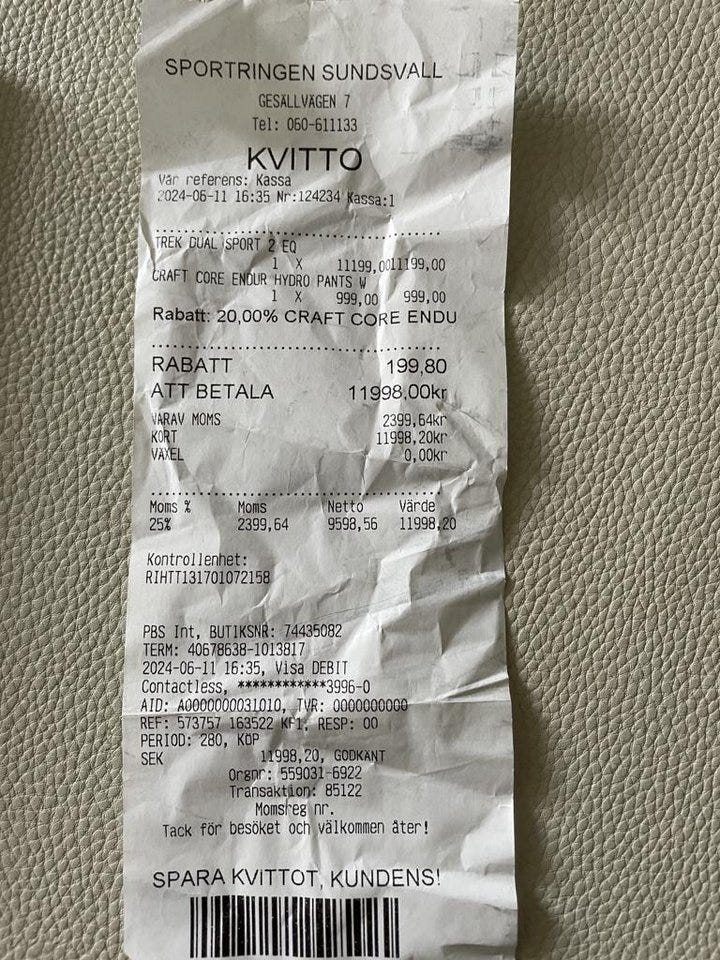 SPORTRINGEN SUNDSVALL
GESÄLLVÄGEN 7
Tel: 060-611133
KVITTO
Vår referens: Kassa
2024-06-11 16:35 Nr:124234 Kassa:1
TREK DUAL SPORT 2 EQ
1 X 11199,0011199,00
CRAFT CORE ENDUR HYDRO PANTS W
1 X 999,00 999,00
Rabatt: 20,00% CRAFT CORE ENDU
RABATT 199,80
ATT BETALA 11998,00kr
VARAV MOMS 2399,64kr
KORT 11998,20kr
VÄXEL 0,00kr
Moms % Moms Netto Värde
25% 2399,64 9598,56 11998,20
Kontrollenhet:
RIHTT131701072158
PBS Int, BUTIKSNR: 74435082
TERM: 40678638-1013817
2024-06-11 16:35, Visa DEBIT
Contactless, ************3996-0
AID: A0000000031010, TVR: 0000000000
REF: 573757 163522 KF1, RESP: 00
PERIOD: 280, KÖP
SEK 11998,20, GODKÄNT
Orgnr: 559031-6922
Transaktion: 85122
Momsreg nr.
Tack för besöket och välkommen åter!
SPARA KVITTOT, KUNDENS!